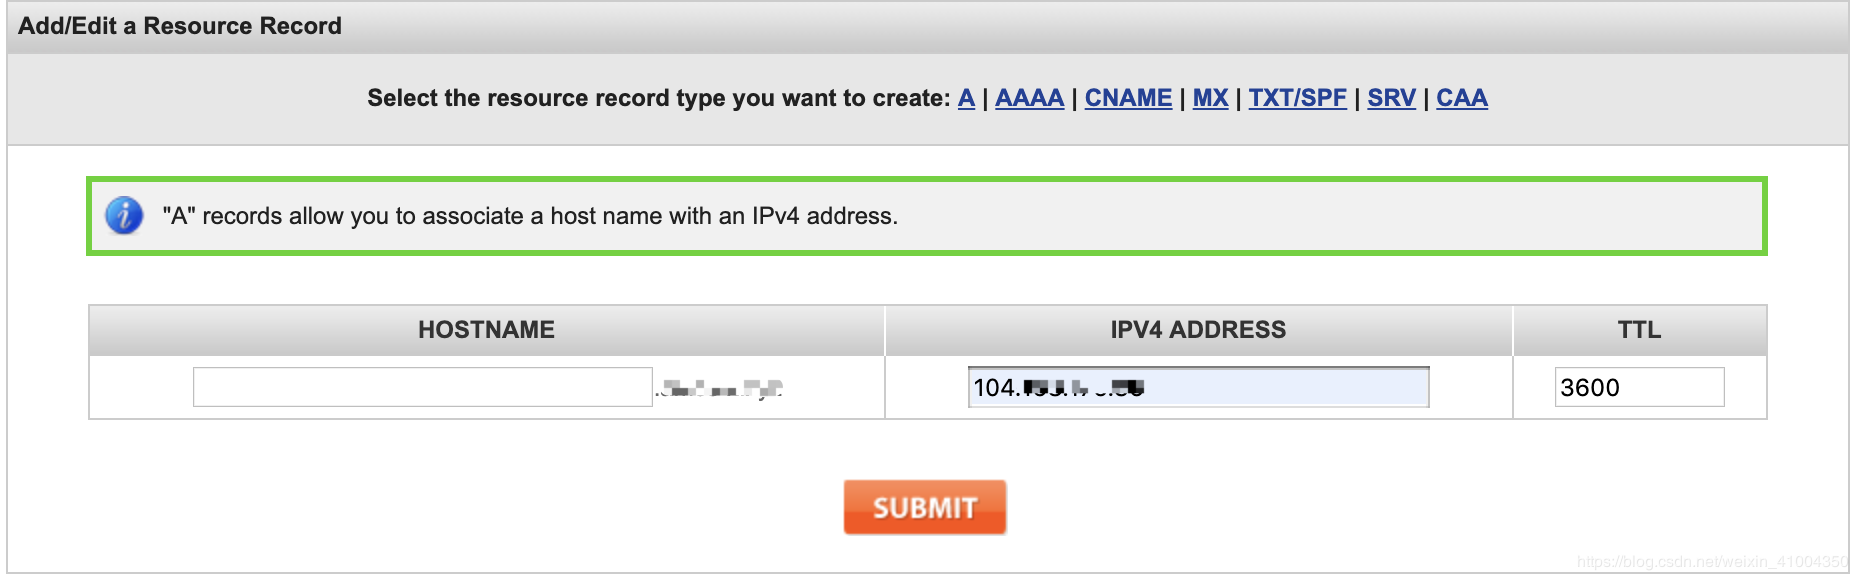 Add/Edit a Resource Record
Select the resource record type you want to create: A | AAAA | CNAME | MX | TXT/SPF | SRV | CAA
"A" records allow you to associate a host name with an IPv4 address.
HOSTNAME IPV4 ADDRESS TTL
104. 3600
SUBMIT
https://blog.csdn.net/weixin_41004350